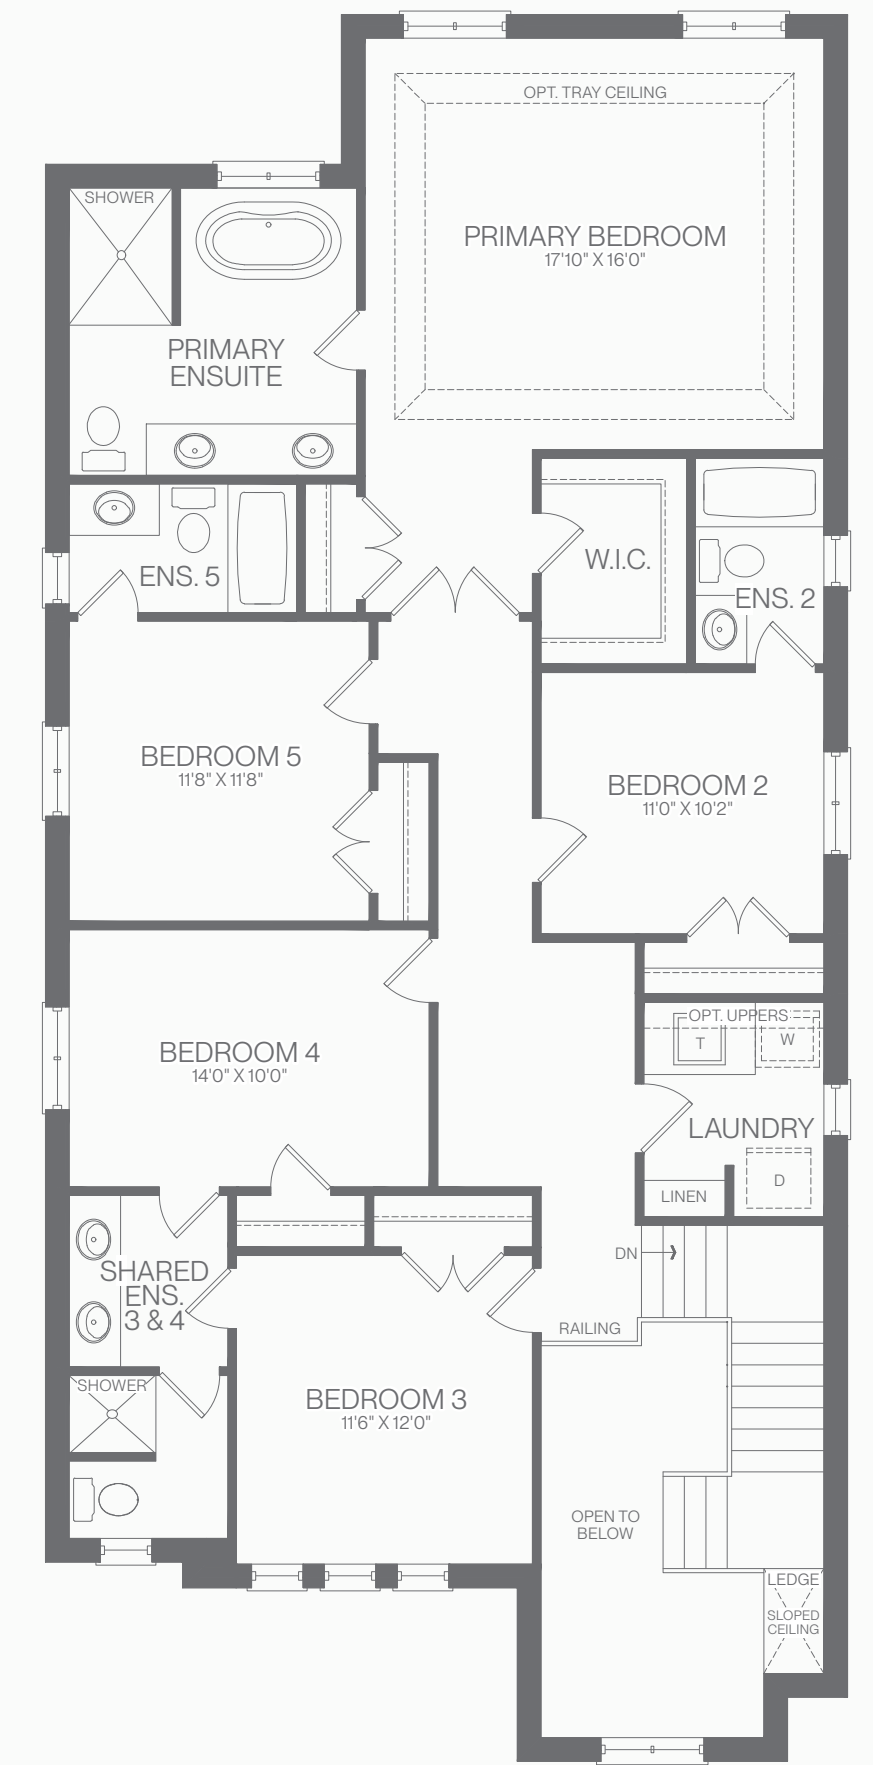 OPT. TRAY CEILING
PRIMARY BEDROOM
17'10" X 16'0"
SHOWER
PRIMARY
ENSUITE
ENS. 5
W.I.C.
ENS. 2
BEDROOM 5
11'8" X 11'8"
BEDROOM 2
11'0" X 10'2"
BEDROOM 4
14'0" X 10'0"
OPT. UPPERS
T
W
LAUNDRY
D
LINEN
DN
SHARED
ENS.
3 & 4
RAILING
SHOWER
BEDROOM 3
11'6" X 12'0"
OPEN TO
BELOW
LEDGE
SLOPED
CEILING